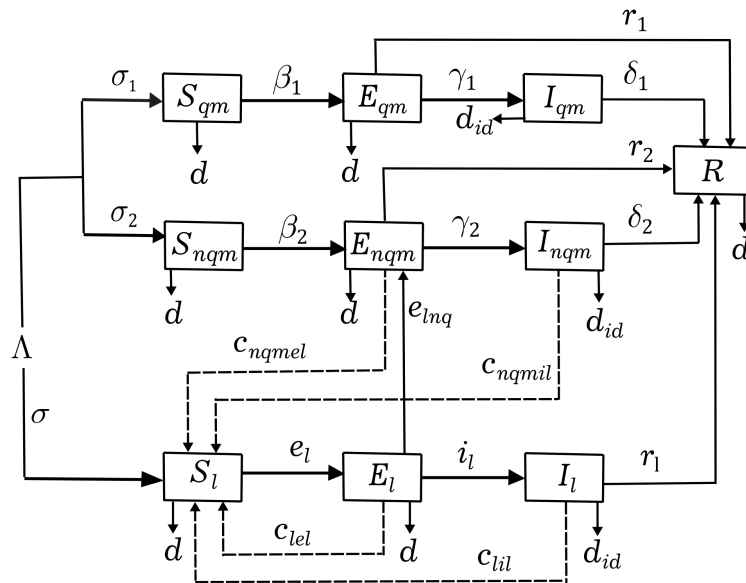 r₁
σ₁ S_qm β₁ E_qm γ₁ I_qm δ₁
d d d_id
r₂ R
σ₂ S_nqm β₂ E_nqm γ₂ I_nqm δ₂ d
d d e_lnq d_id
Λ c_nqmel c_nqmil
σ
S_l e_l E_l i_l I_l r_l
d c_lel d c_lil d_id